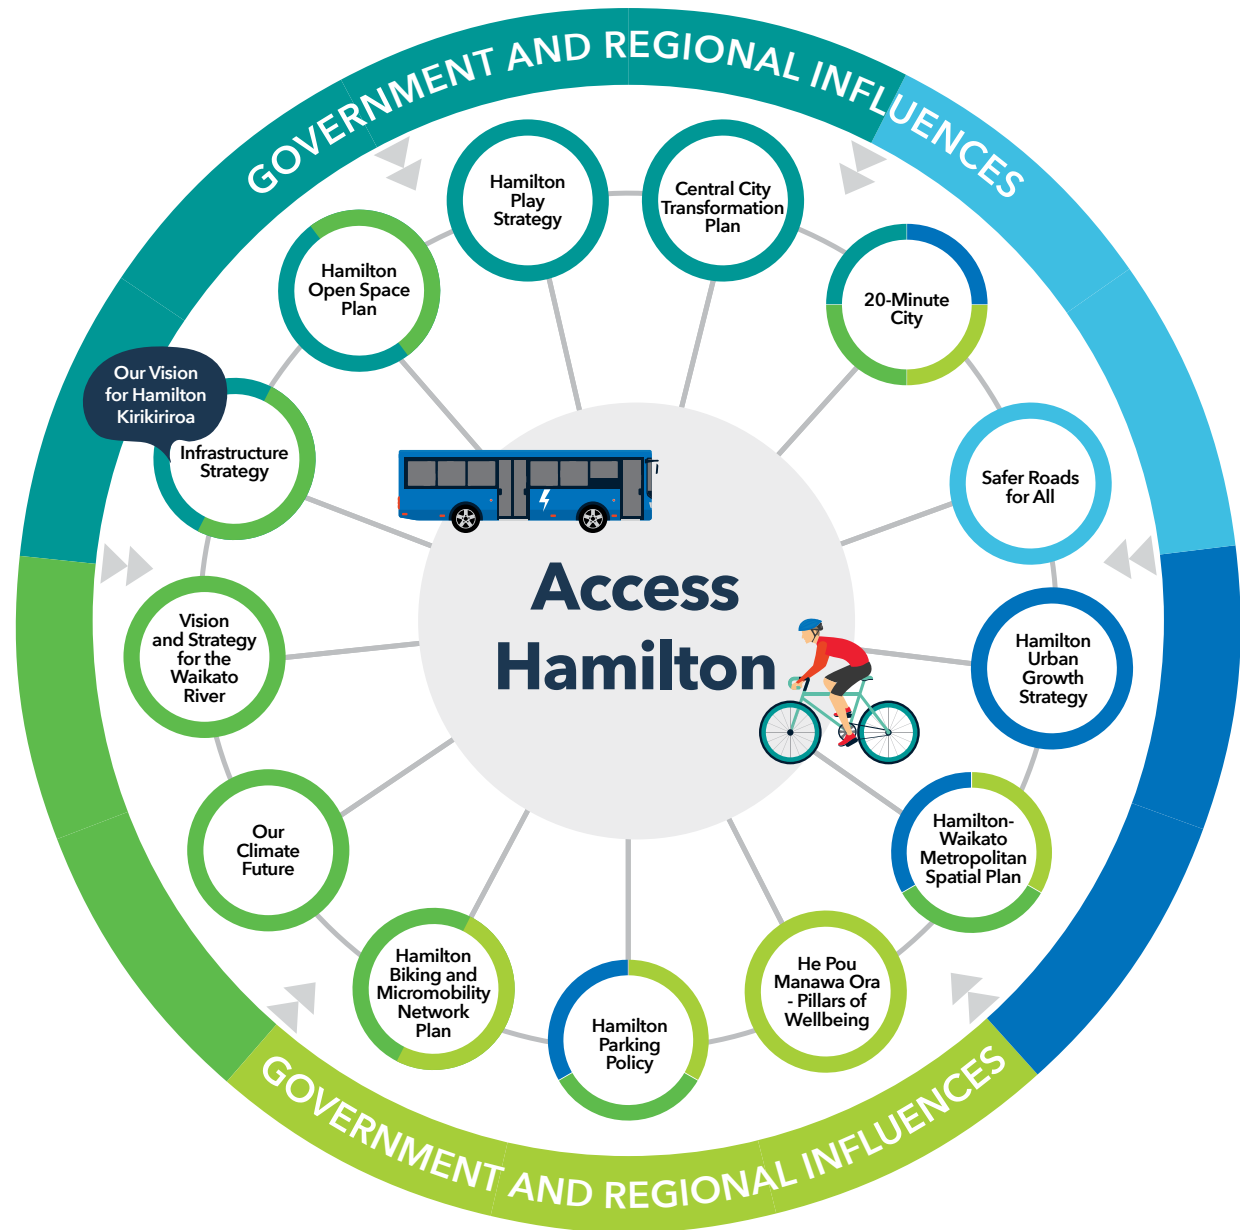 GOVERNMENT AND REGIONAL INFLUENCES
Hamilton
Play
Strategy
Central City
Transformation
Plan
Hamilton
Open Space
Plan
20-Minute
City
Our Vision
for Hamilton
Kirikiriroa
Infrastructure
Strategy
Safer Roads
for All
Access
Hamilton
Vision
and Strategy
for the
Waikato
River
Hamilton
Urban
Growth
Strategy
Our
Climate
Future
Hamilton-
Waikato
Metropolitan
Spatial Plan
Hamilton
Biking and
Micromobility
Network
Plan
Hamilton
Parking
Policy
He Pou
Manawa Ora
- Pillars of
Wellbeing
GOVERNMENT AND REGIONAL INFLUENCES